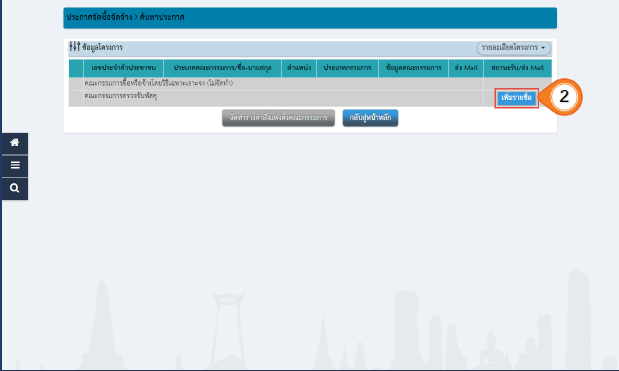 ประกาศจัดซื้อจัดจ้าง > ค้นหาประกาศ
ข้อมูลโครงการ
รายละเอียดโครงการ
เลขประจำตัวประชาชน ประเภทคณะกรรมการ/ชื่อ-นามสกุล ตำแหน่ง ประเภทกรรมการ ข้อมูลคณะกรรมการ ส่ง Mail สถานะรับ/ส่ง Mail
คณะกรรมการซื้อหรือจ้างโดยวิธีเฉพาะเจาะจง (ไม่จัดทำ)
คณะกรรมการตรวจรับพัสดุ
เพิ่มรายชื่อ
2
จัดทำร่างคำสั่งแต่งตั้งคณะกรรมการ กลับสู่หน้าหลัก